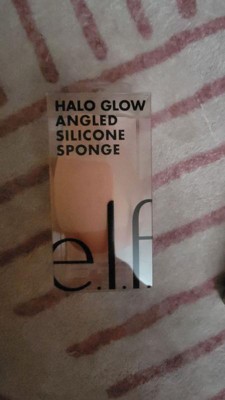 HALO GLOW
ANGLED
SILICONE
SPONGE
e.l.f.